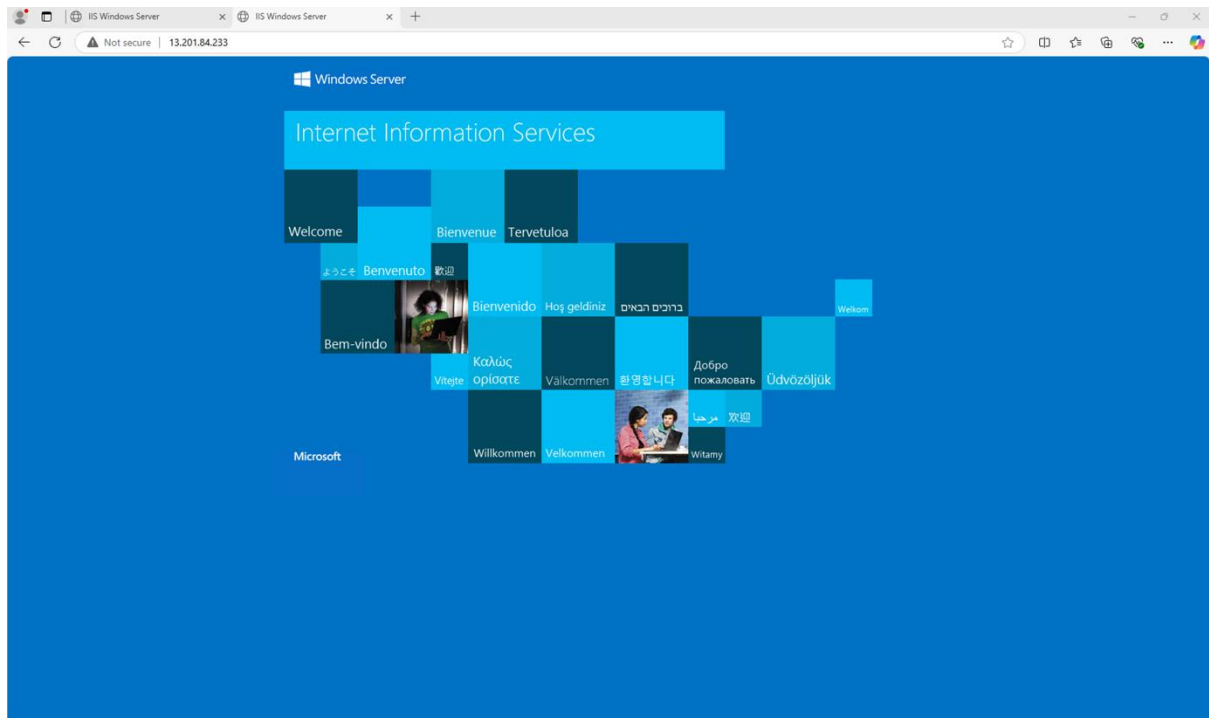 IIS Windows Server
IIS Windows Server
Not secure
13.201.84.233
Windows Server
Internet Information Services
Welcome
Bienvenue
Tervetuloa
ようこそ
Benvenuto
歡迎
Bem-vindo
Bienvenido
Hoş geldiniz
ברוכים הבאים
Welkom
Vítejte
Καλώς
ορίσατε
Välkommen
환영합니다
Добро
пожаловать
Üdvözöljük
Willkommen
Velkommen
مرحبا
欢迎
Witamy
Microsoft